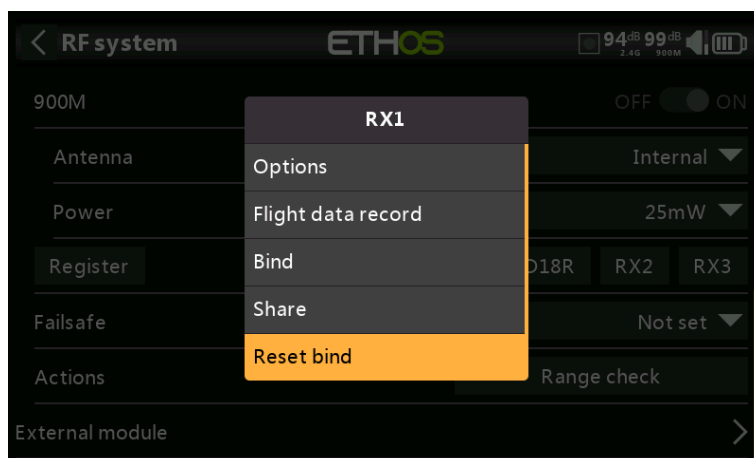 RF system
ETHOS
94dB 99dB
2.4G 900M
900M
OFF ON
RX1
Antenna
Internal
Options
Power
25mW
Flight data record
Register
Bind
D18R RX2 RX3
Share
Failsafe
Not set
Reset bind
Actions
Range check
External module